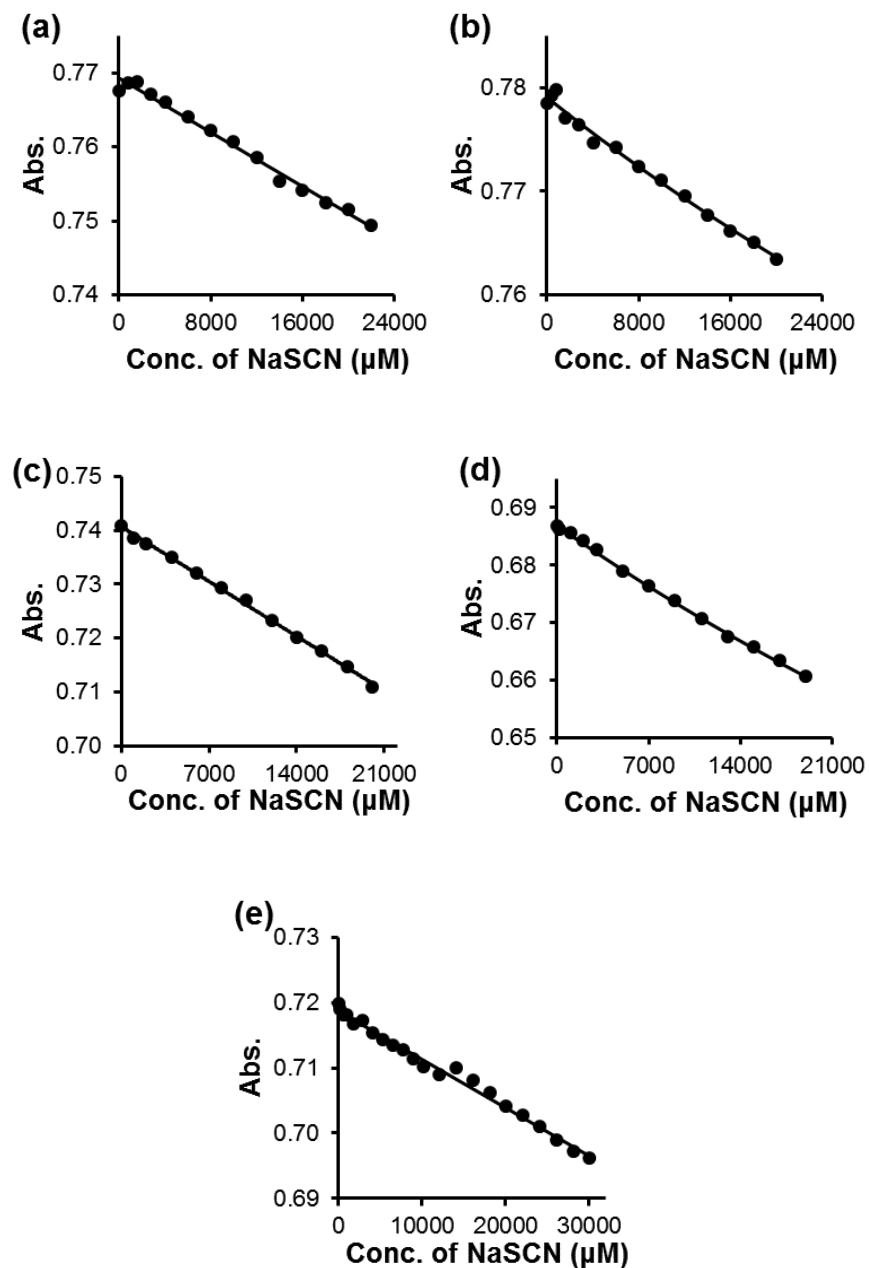 (a)
0.77
0.76
0.75
0.74
Abs.
0 8000 16000 24000
Conc. of NaSCN (µM)
(b)
0.78
0.77
0.76
Abs.
0 8000 16000 24000
Conc. of NaSCN (µM)
(c)
0.75
0.74
0.73
0.72
0.71
0.70
Abs.
0 7000 14000 21000
Conc. of NaSCN (µM)
(d)
0.69
0.68
0.67
0.66
0.65
Abs.
0 7000 14000 21000
Conc. of NaSCN (µM)
(e)
0.73
0.72
0.71
0.70
0.69
Abs.
0 10000 20000 30000
Conc. of NaSCN (µM)